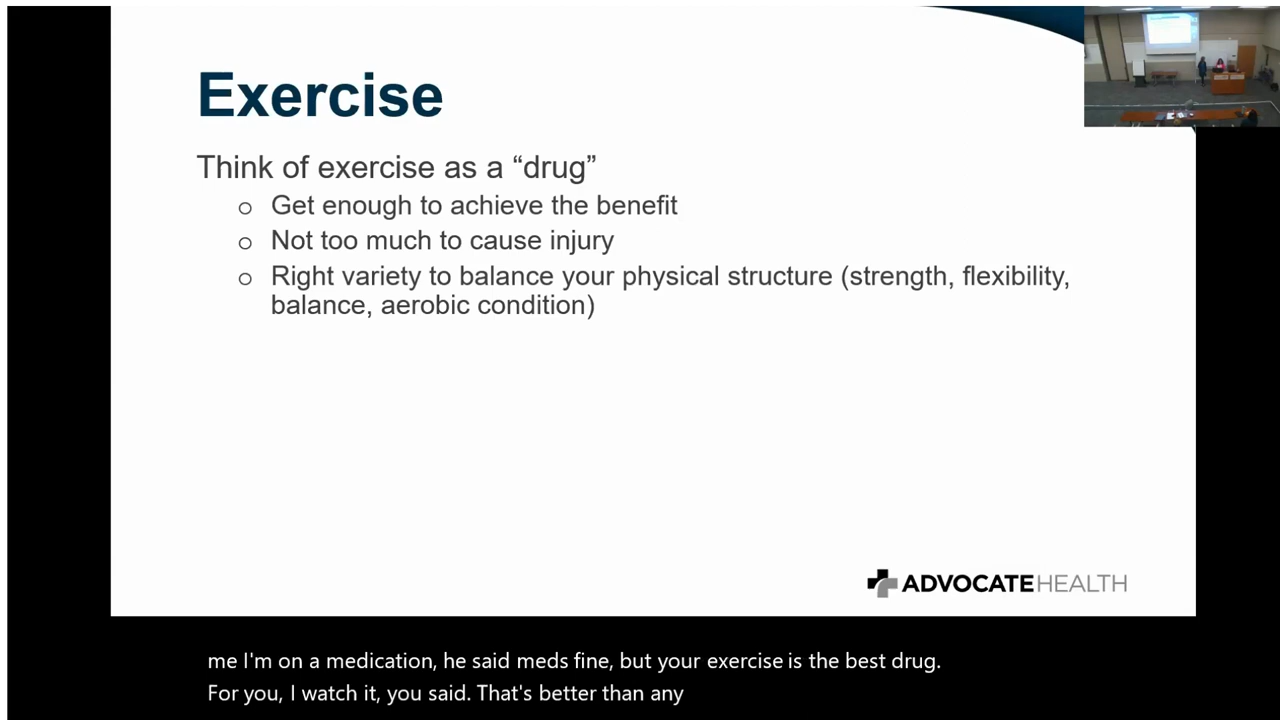 Exercise
Think of exercise as a “drug”
o Get enough to achieve the benefit
o Not too much to cause injury
o Right variety to balance your physical structure (strength, flexibility,
balance, aerobic condition)
ADVOCATEHEALTH
me I'm on a medication, he said meds fine, but your exercise is the best drug.
For you, I watch it, you said. That's better than any